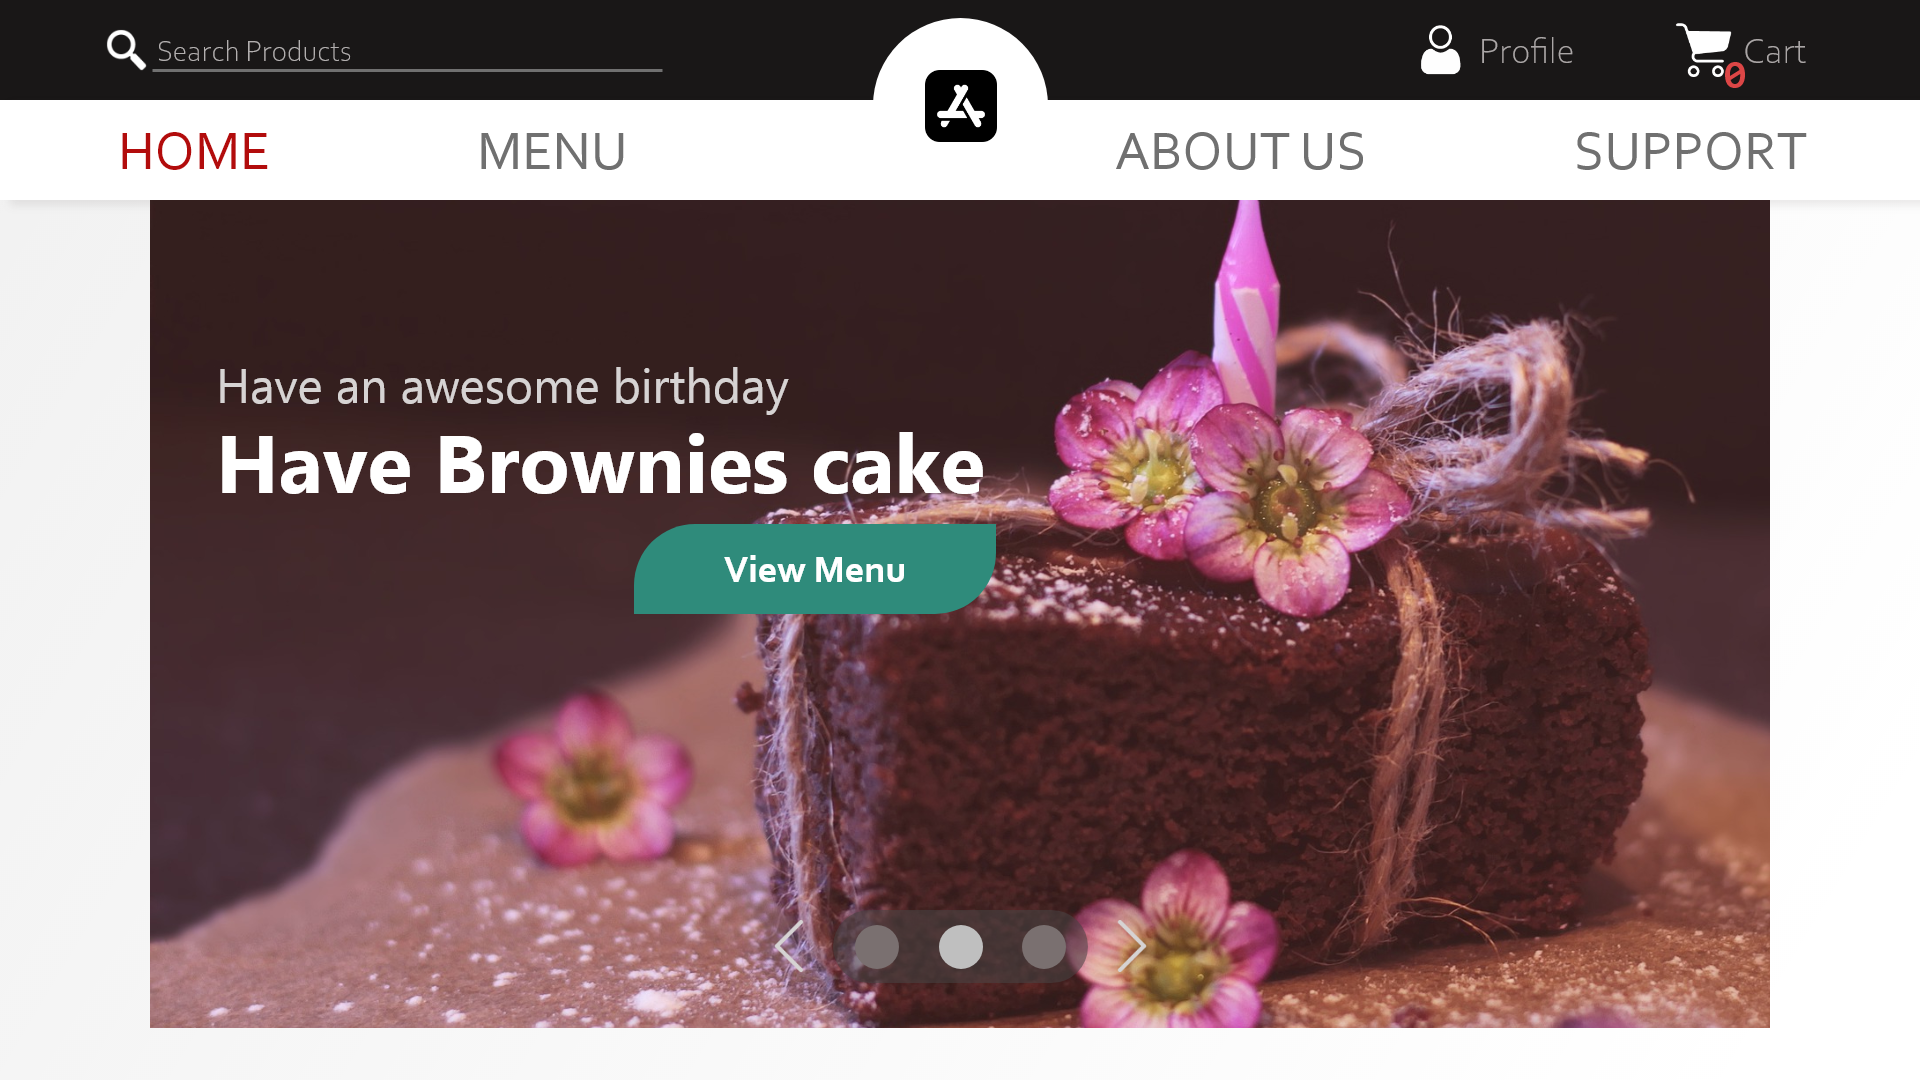 Search Products
Profile
0
Cart
HOME
MENU
ABOUT US
SUPPORT
Have an awesome birthday
Have Brownies cake
View Menu